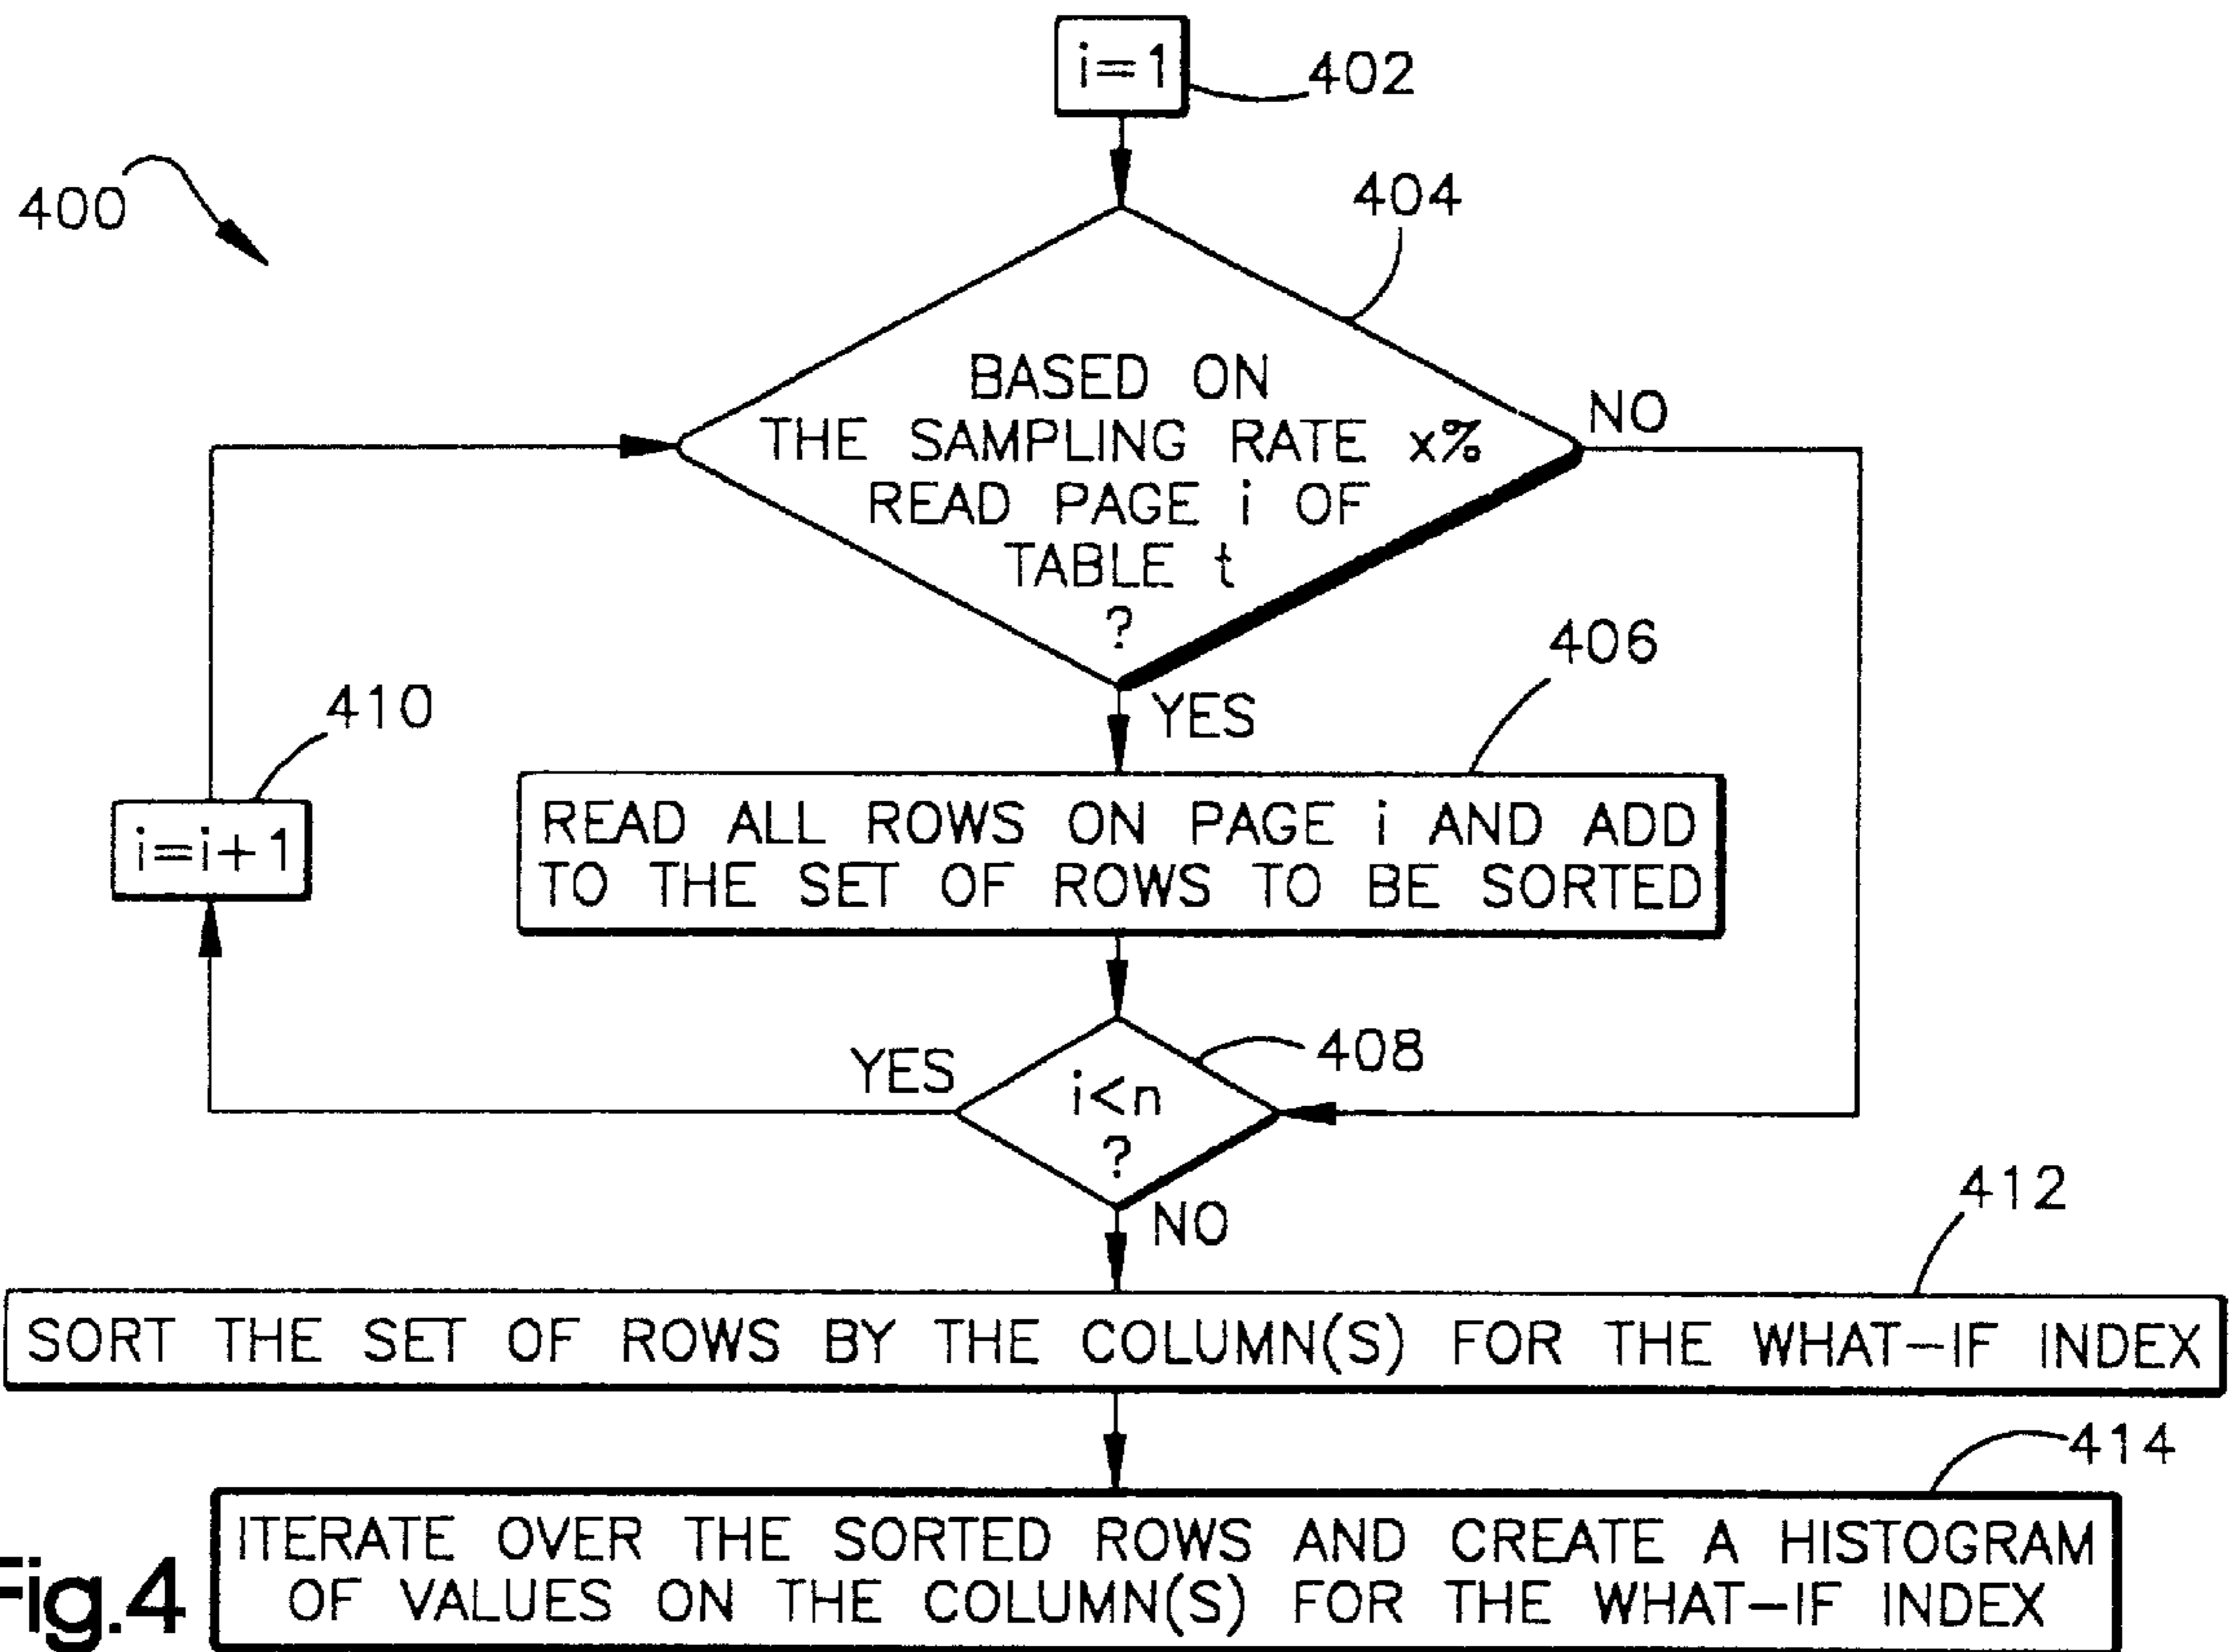 i=1
402
400
404
BASED ON
THE SAMPLING RATE x%
READ PAGE i OF
TABLE t
?
NO
YES
406
410
READ ALL ROWS ON PAGE i AND ADD
TO THE SET OF ROWS TO BE SORTED
i=i+1
YES
408
i<n
?
NO
412
SORT THE SET OF ROWS BY THE COLUMN(S) FOR THE WHAT-IF INDEX
414
ITERATE OVER THE SORTED ROWS AND CREATE A HISTOGRAM
OF VALUES ON THE COLUMN(S) FOR THE WHAT-IF INDEX
Fig.4